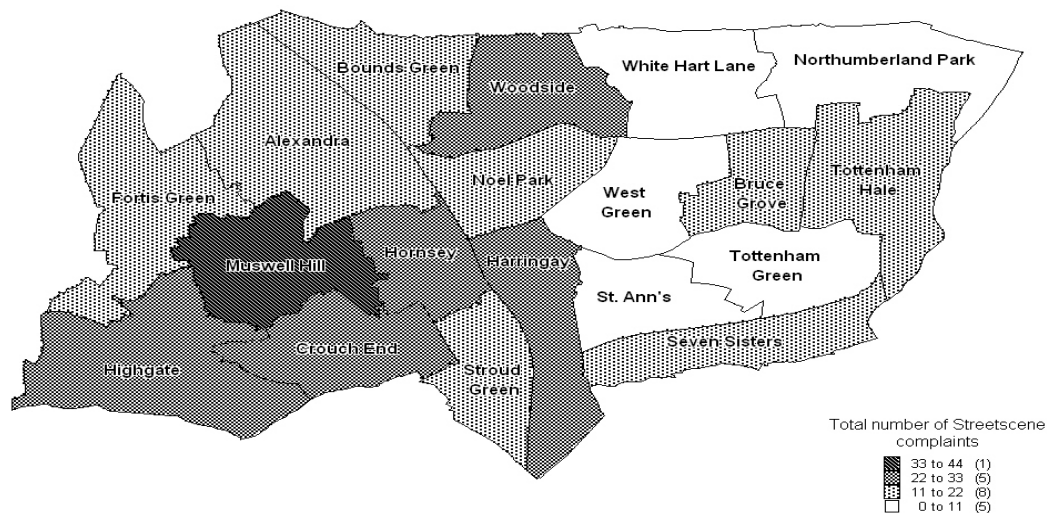 Bounds Green
Woodside
White Hart Lane
Northumberland Park
Alexandra
Fortis Green
Noel Park
West
Green
Bruce
Grove
Tottenham
Hale
Muswell Hill
Hornsey
Harringay
Tottenham
Green
St. Ann's
Highgate
Crouch End
Stroud
Green
Seven Sisters
Total number of Streetscene
complaints
33 to 44 (1)
22 to 33 (5)
11 to 22 (8)
0 to 11 (5)